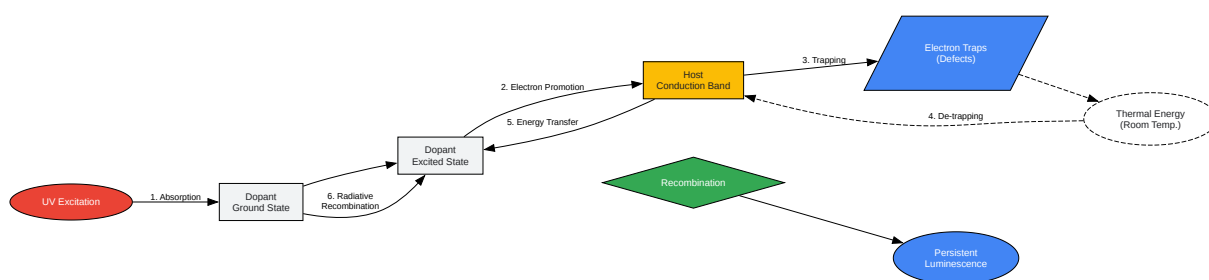 UV Excitation
1. Absorption
Dopant
Ground State
6. Radiative
Recombination
Dopant
Excited State
2. Electron Promotion
5. Energy Transfer
Host
Conduction Band
3. Trapping
Electron Traps
(Defects)
4. De-trapping
Thermal Energy
(Room Temp.)
Recombination
Persistent
Luminescence